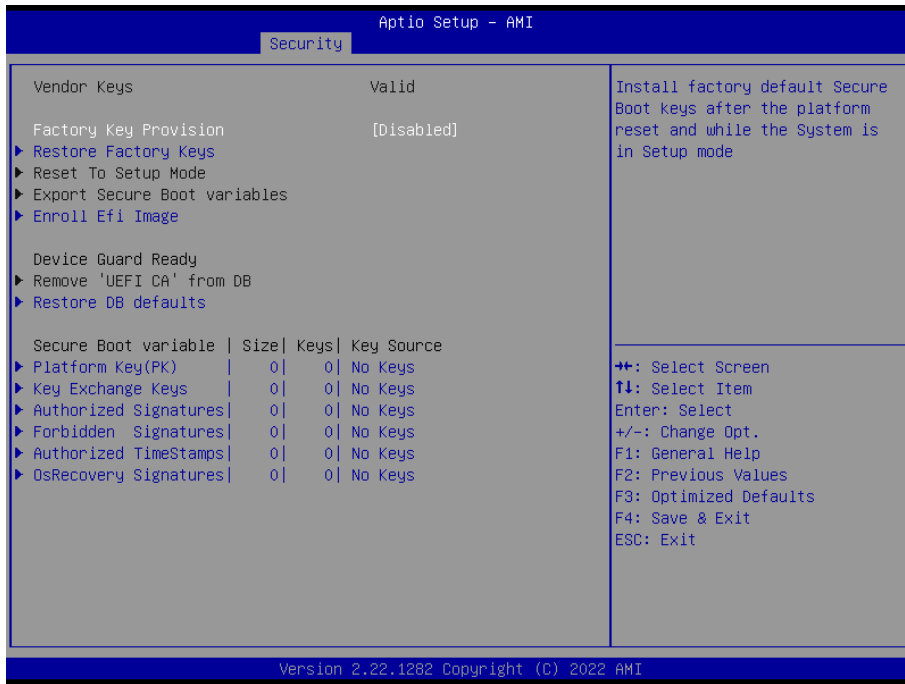 Aptio Setup - AMI
Security
Vendor Keys Valid
Factory Key Provision [Disabled]
Restore Factory Keys
Reset To Setup Mode
Export Secure Boot variables
Enroll Efi Image
Device Guard Ready
Remove 'UEFI CA' from DB
Restore DB defaults
Secure Boot variable | Size| Keys| Key Source
Platform Key(PK) | 0| 0| No Keys
Key Exchange Keys | 0| 0| No Keys
Authorized Signatures| 0| 0| No Keys
Forbidden Signatures| 0| 0| No Keys
Authorized TimeStamps| 0| 0| No Keys
OsRecovery Signatures| 0| 0| No Keys
Install factory default Secure
Boot keys after the platform
reset and while the System is
in Setup mode
→←: Select Screen
↑↓: Select Item
Enter: Select
+/-: Change Opt.
F1: General Help
F2: Previous Values
F3: Optimized Defaults
F4: Save & Exit
ESC: Exit
Version 2.22.1282 Copyright (C) 2022 AMI